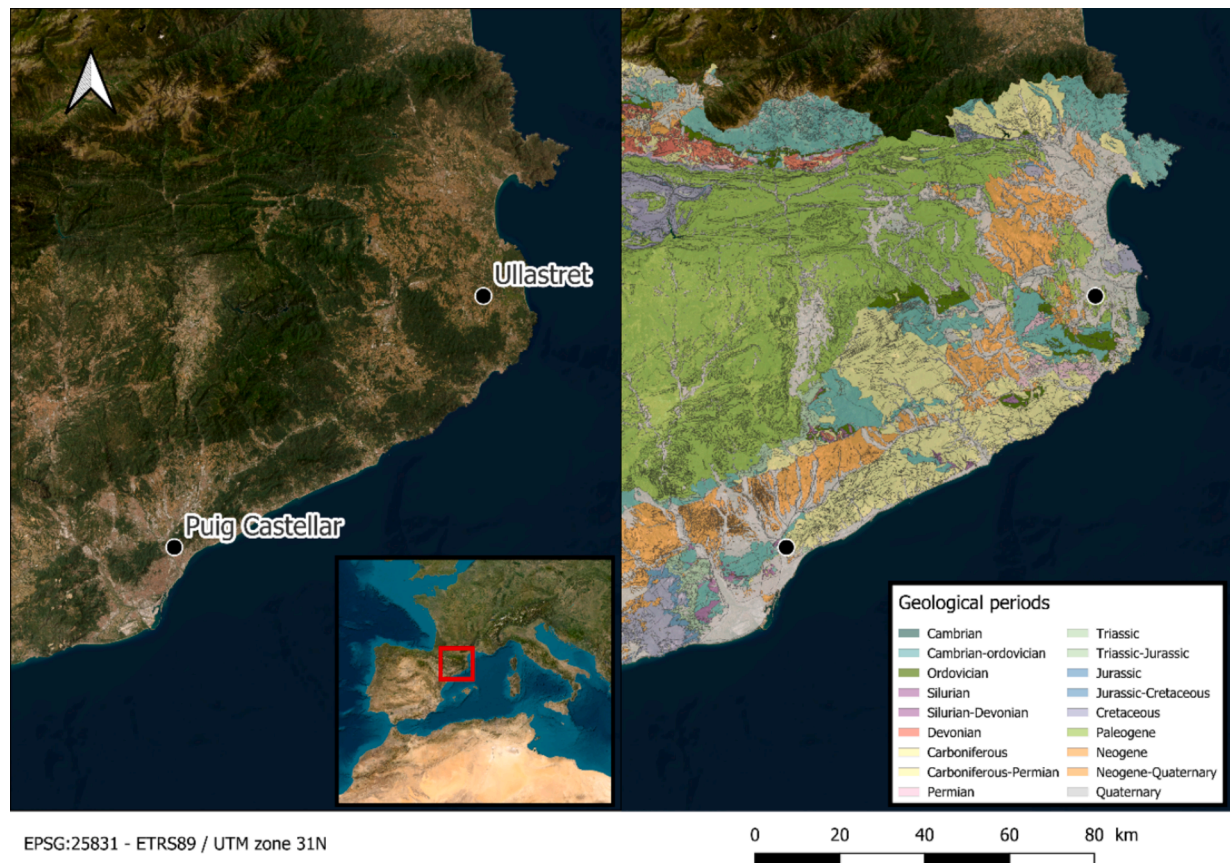 Ullastret
Puig Castellar
Geological periods
Cambrian
Cambrian-ordovician
Ordovician
Silurian
Silurian-Devonian
Devonian
Carboniferous
Carboniferous-Permian
Permian
Triassic
Triassic-Jurassic
Jurassic
Jurassic-Cretaceous
Cretaceous
Paleogene
Neogene
Neogene-Quaternary
Quaternary
EPSG:25831 - ETRS89 / UTM zone 31N
0 20 40 60 80 km